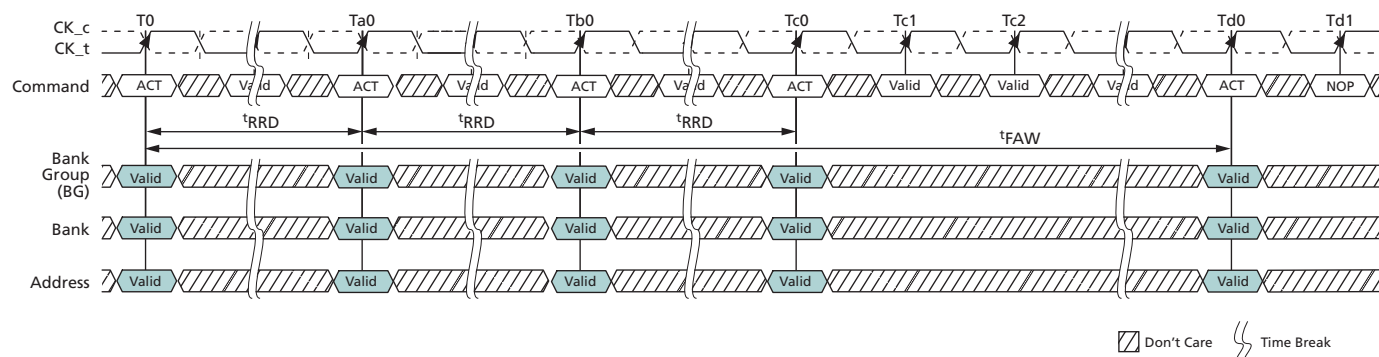 T0 Ta0 Tb0 Tc0 Tc1 Tc2 Td0 Td1
CK_c
CK_t
Command ACT Valid ACT Valid ACT Valid ACT Valid Valid Valid ACT NOP
tRRD tRRD tRRD
tFAW
Bank
Group
(BG)
Valid Valid Valid Valid Valid
Bank Valid Valid Valid Valid Valid
Address Valid Valid Valid Valid Valid
Don't Care Time Break